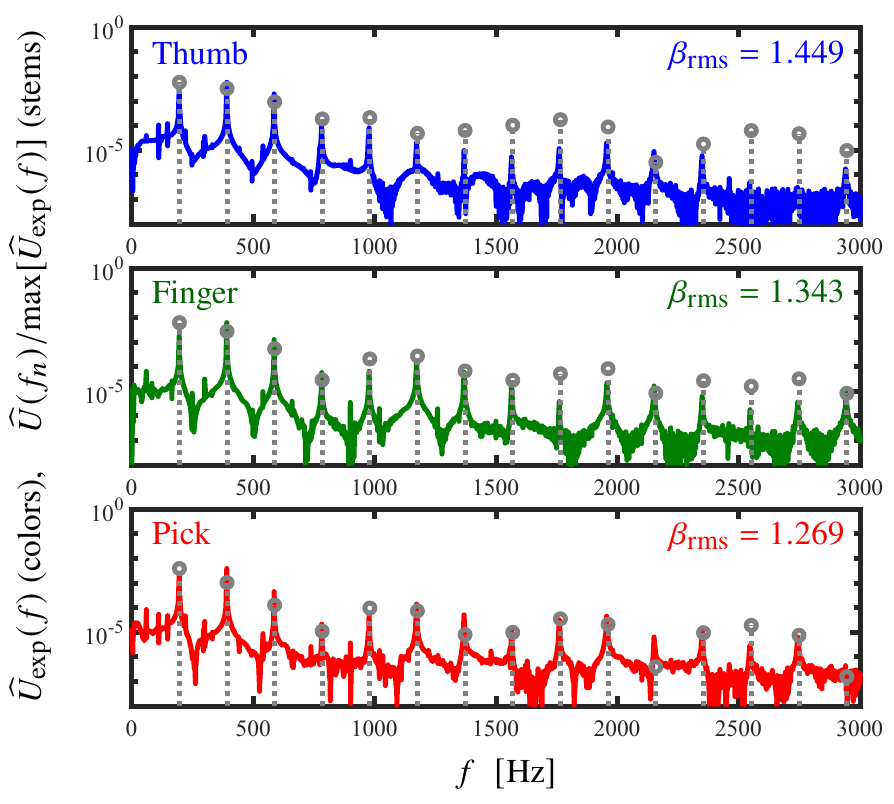 Û_exp(f) (colors), Û(f_n)/max[Û_exp(f)] (stems)
10^0
Thumb
β_rms = 1.449
10^-5
0 500 1000 1500 2000 2500 3000
10^0
Finger
β_rms = 1.343
10^-5
0 500 1000 1500 2000 2500 3000
10^0
Pick
β_rms = 1.269
10^-5
0 500 1000 1500 2000 2500 3000
f [Hz]